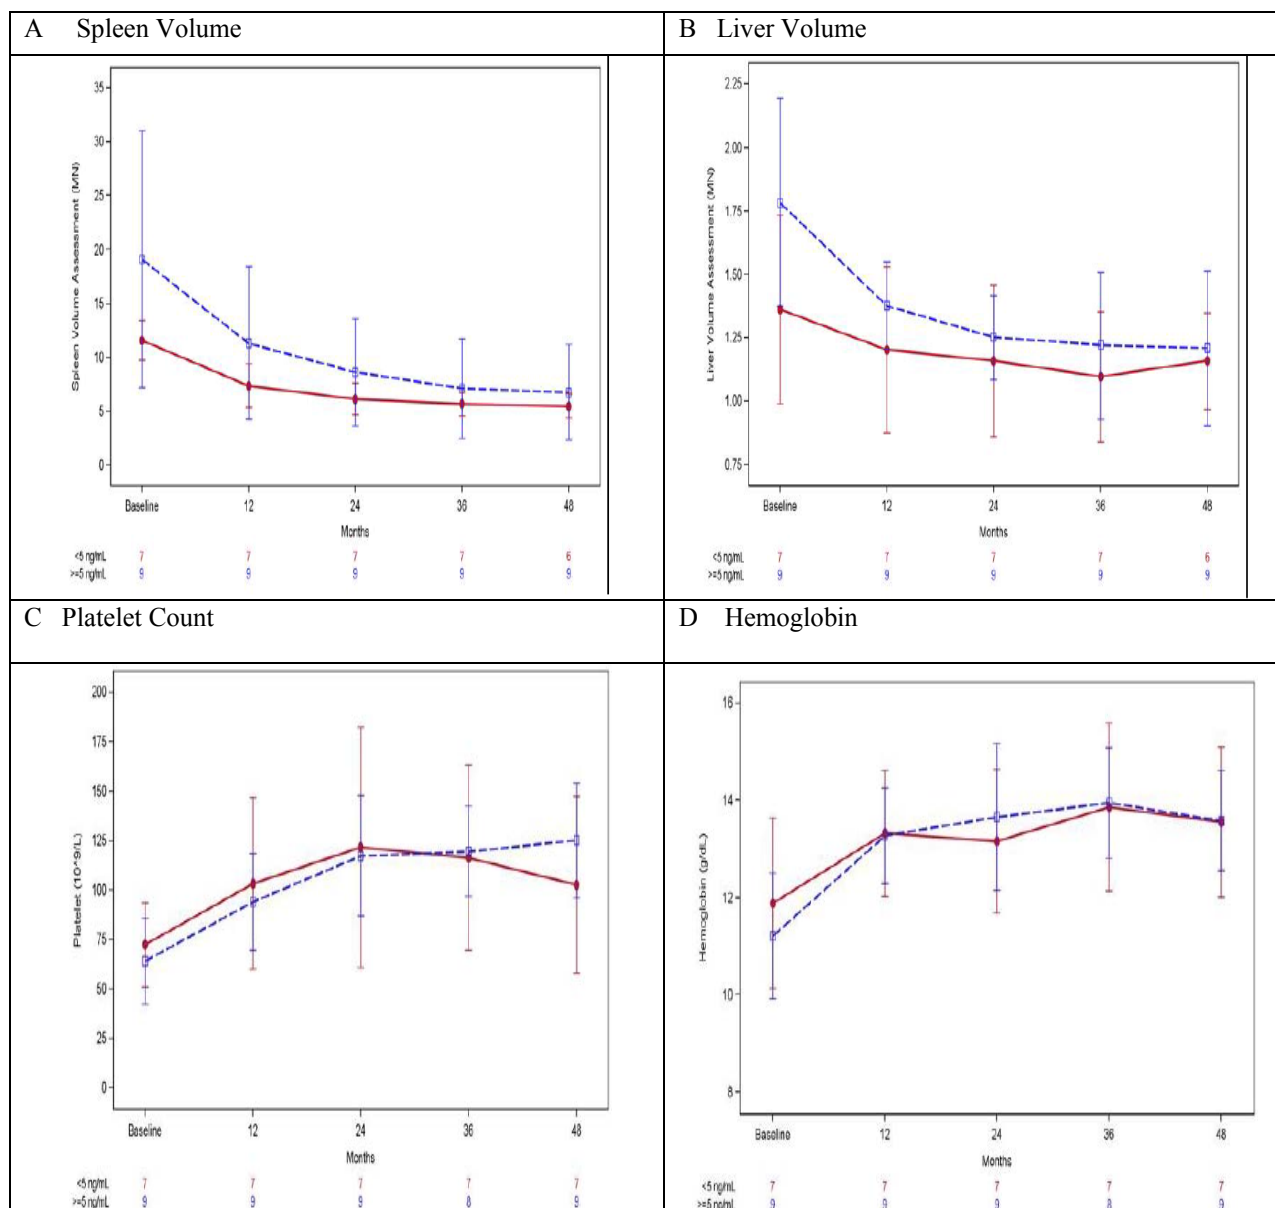 A Spleen Volume
B Liver Volume
Spleen Volume Assessment (MN)
35
30
25
20
15
10
5
0
Baseline 12 24 36 48
Months
<5 ng/mL 7 7 7 7 6
>=5 ng/mL 9 9 9 9 9
Liver Volume Assessment (MN)
2.25
2.00
1.75
1.50
1.25
1.00
0.75
Baseline 12 24 36 48
Months
<5 ng/mL 7 7 7 7 6
>=5 ng/mL 9 9 9 9 9
C Platelet Count
D Hemoglobin
Platelet (10^9/L)
200
175
150
125
100
75
50
25
0
Baseline 12 24 36 48
Months
<5 ng/mL 7 7 7 7 7
>=5 ng/mL 9 9 9 8 9
Hemoglobin (g/dL)
16
14
12
10
8
Baseline 12 24 36 48
Months
<5 ng/mL 7 7 7 7 7
>=5 ng/mL 9 9 9 8 9